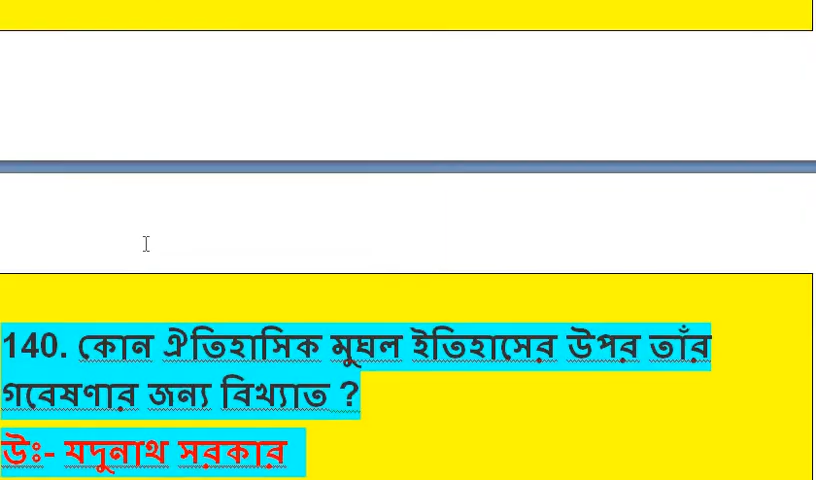 140. কোন ঐতিহাসিক মুঘল ইতিহাসের উপর তাঁর
গবেষণার জন্য বিখ্যাত ?
উঃ- যদুনাথ সরকার